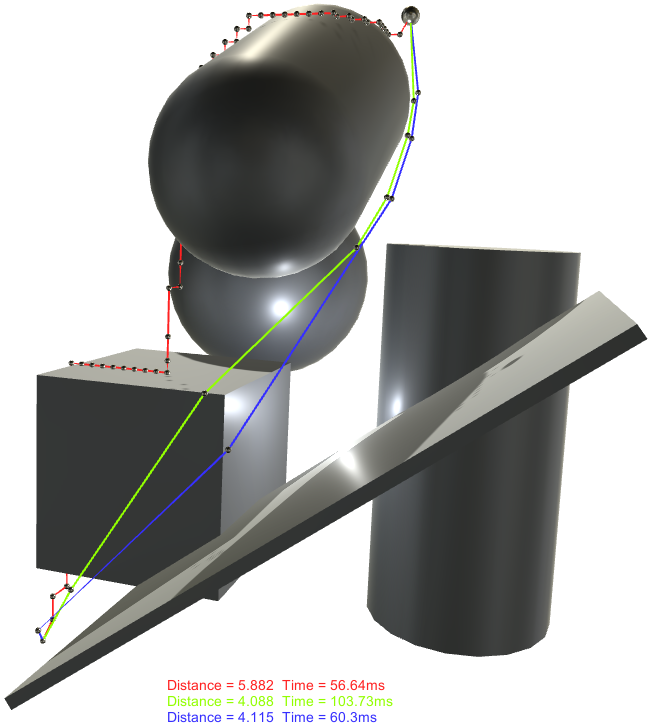 Distance = 5.882 Time = 56.64ms
Distance = 4.088 Time = 103.73ms
Distance = 4.115 Time = 60.3ms